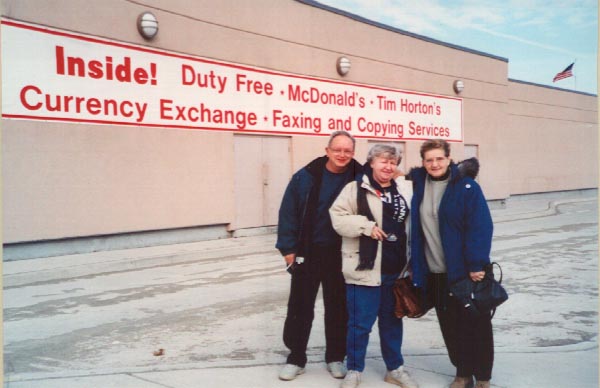 Inside! Duty Free • McDonald's • Tim Horton's
Currency Exchange • Faxing and Copying Services